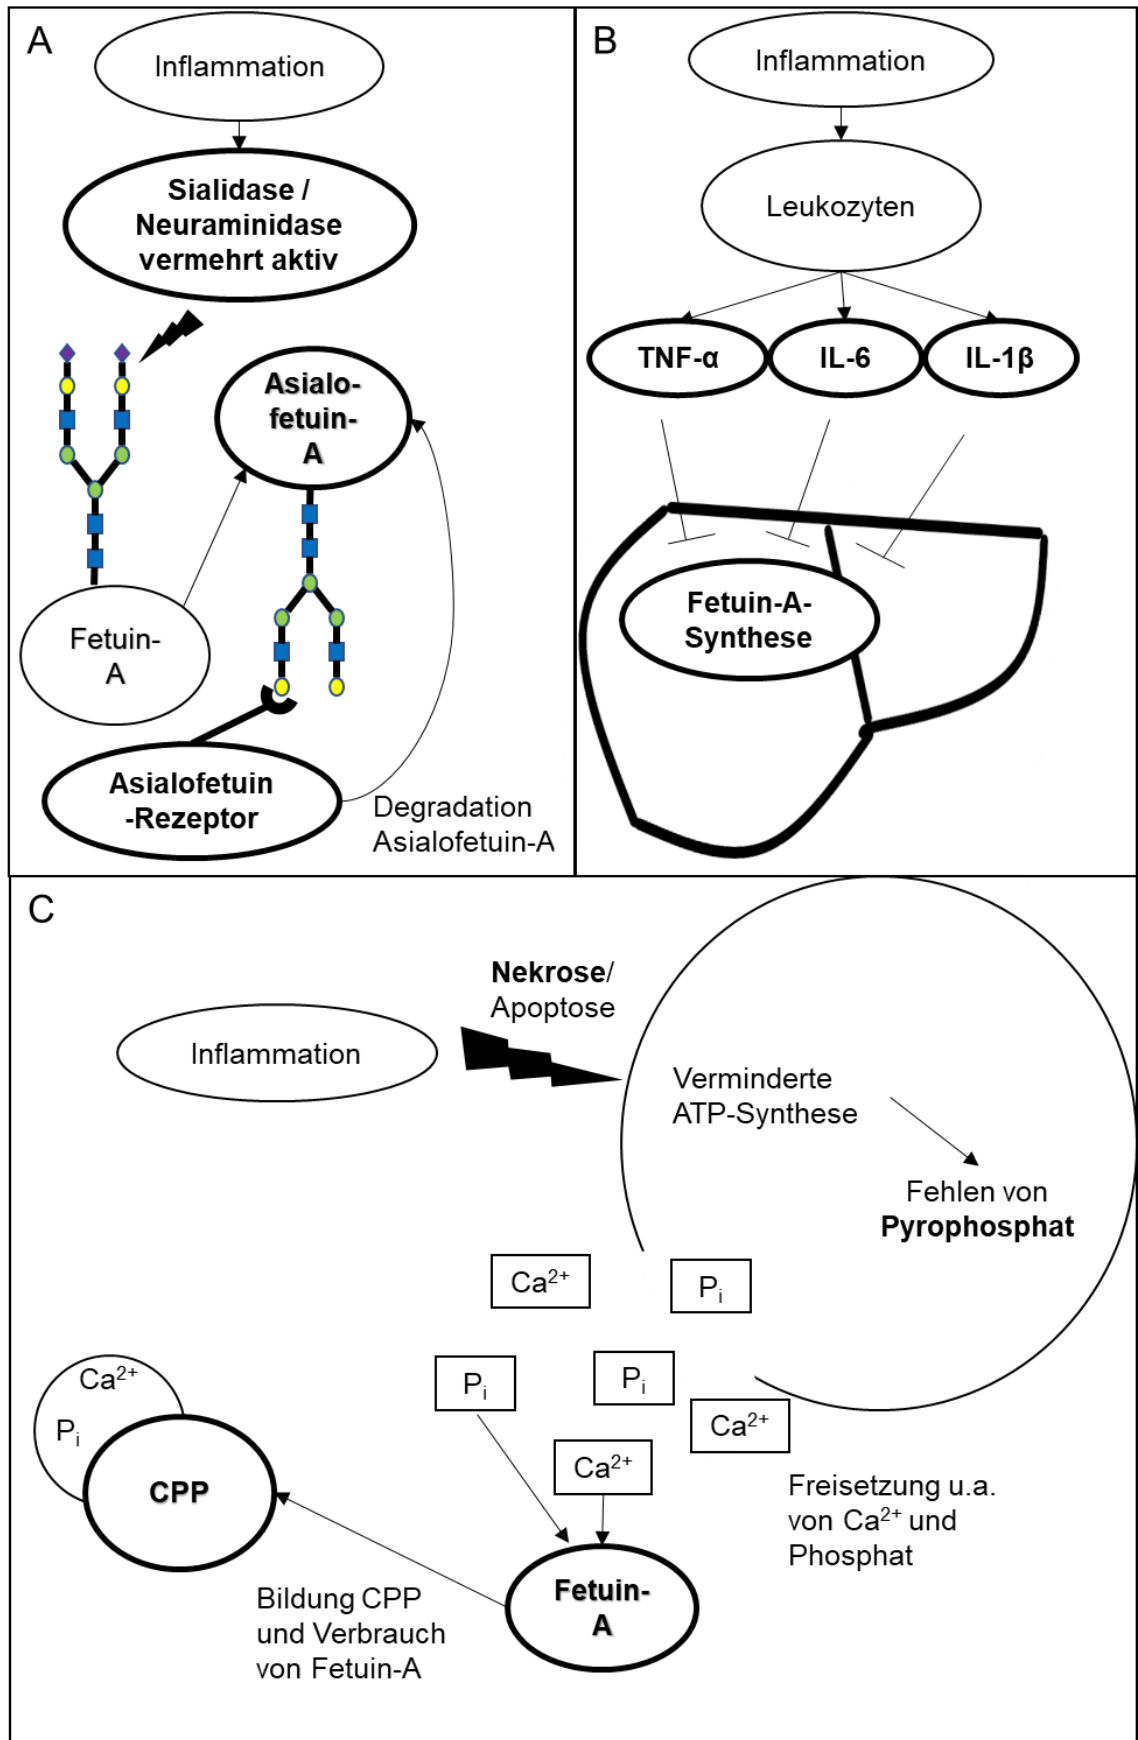 A
Inflammation
Sialidase /
Neuraminidase
vermehrt aktiv
Asialo-
fetuin-
A
Fetuin-
A
Asialofetuin
-Rezeptor
Degradation
Asialofetuin-A
B
Inflammation
Leukozyten
TNF-α
IL-6
IL-1β
Fetuin-A-
Synthese
C
Nekrose/
Apoptose
Inflammation
Verminderte
ATP-Synthese
Fehlen von
Pyrophosphat
Ca²⁺
Pᵢ
Pᵢ
Pᵢ
Ca²⁺
Ca²⁺
Ca²⁺
Pᵢ
CPP
Freisetzung u.a.
von Ca²⁺ und
Phosphat
Fetuin-
A
Bildung CPP
und Verbrauch
von Fetuin-A